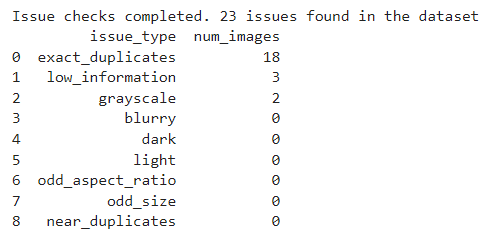 Issue checks completed. 23 issues found in the dataset
issue_type num_images
0 exact_duplicates 18
1 low_information 3
2 grayscale 2
3 blurry 0
4 dark 0
5 light 0
6 odd_aspect_ratio 0
7 odd_size 0
8 near_duplicates 0